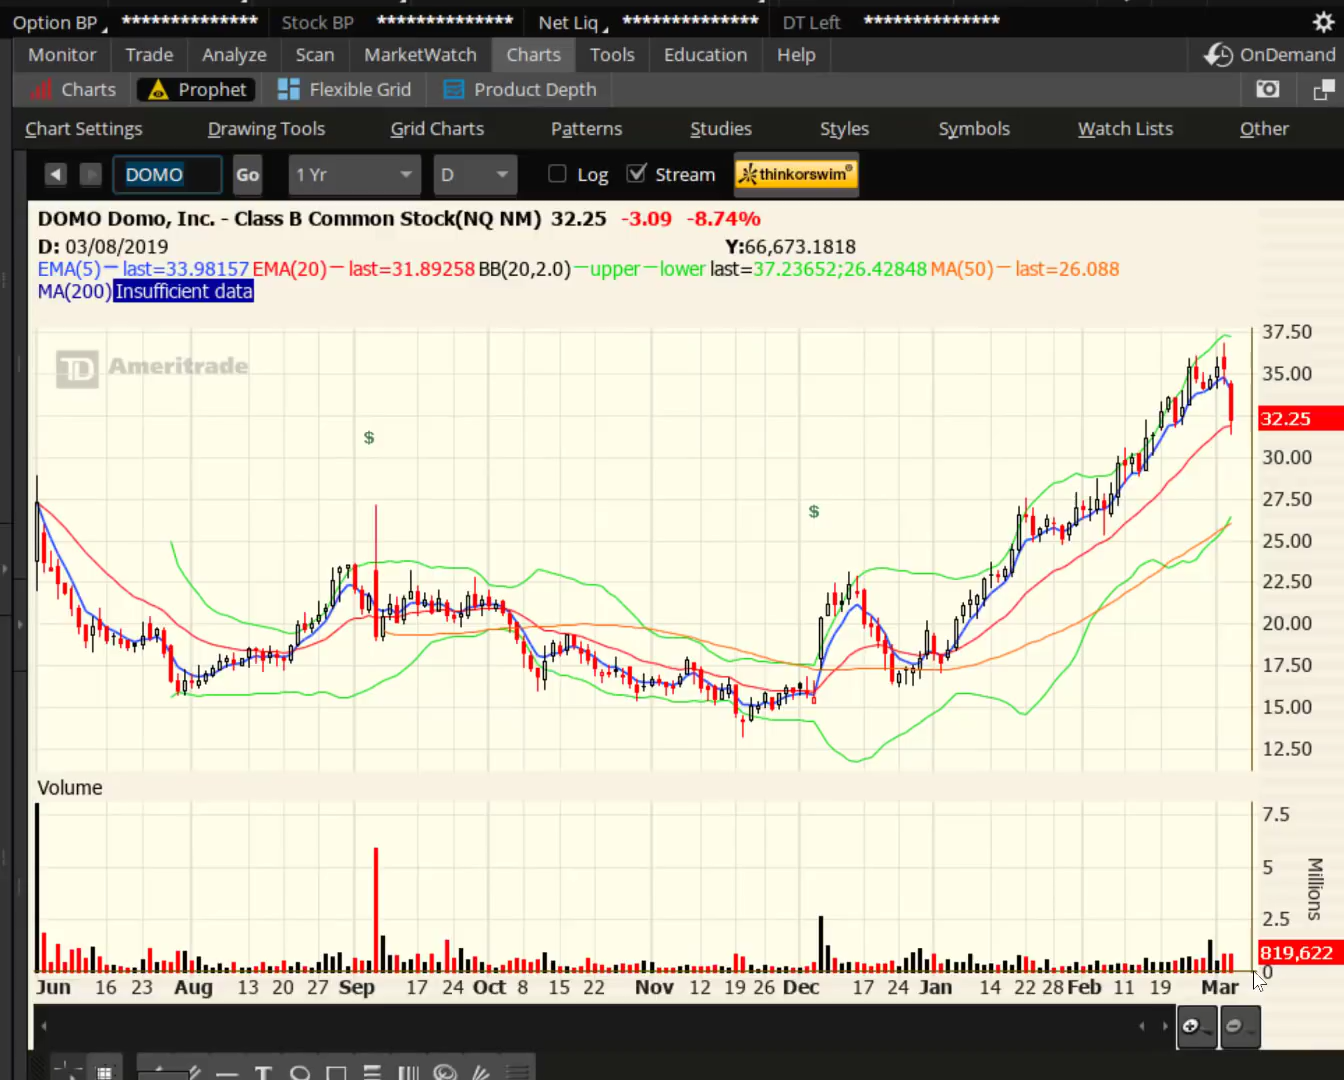 Option BP ************** Stock BP ************** Net Liq ************** DT Left **************
Monitor Trade Analyze Scan MarketWatch Charts Tools Education Help OnDemand
Charts Prophet Flexible Grid Product Depth
Chart Settings Drawing Tools Grid Charts Patterns Studies Styles Symbols Watch Lists Other
DOMO Go 1 Yr D Log Stream thinkorswim®
DOMO Domo, Inc. - Class B Common Stock(NQ NM) 32.25 -3.09 -8.74%
D: 03/08/2019 Y:66,673.1818
EMA(5)—last=33.98157 EMA(20)—last=31.89258 BB(20,2.0)—upper—lower last=37.23652;26.42848 MA(50)—last=26.088
MA(200) Insufficient data
TD Ameritrade
37.50
35.00
32.25
30.00
27.50
25.00
22.50
20.00
17.50
15.00
12.50
$
$
Volume
7.5
5
2.5
819,622
0
Millions
Jun 16 23 Aug 13 20 27 Sep 17 24 Oct 8 15 22 Nov 12 19 26 Dec 17 24 Jan 14 22 28 Feb 11 19 Mar
T